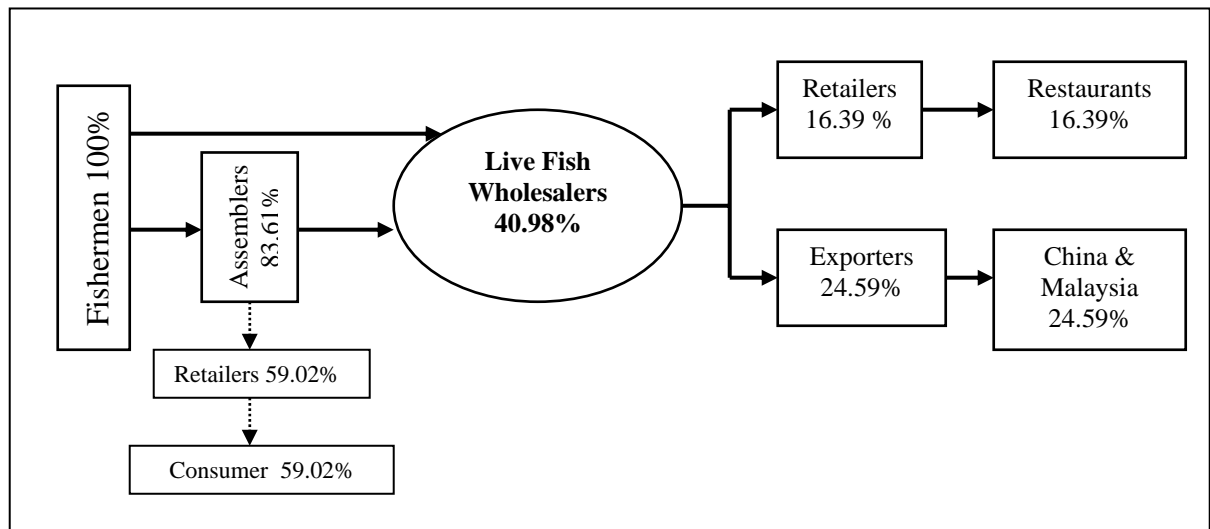 Fishermen 100%
Assemblers
83.61%
Live Fish
Wholesalers
40.98%
Retailers
16.39 %
Restaurants
16.39%
Exporters
24.59%
China &
Malaysia
24.59%
Retailers 59.02%
Consumer 59.02%